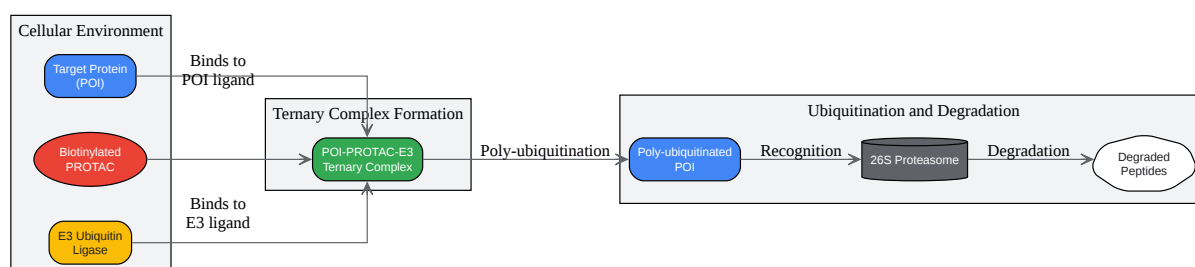 Cellular Environment
Target Protein
(POI)
Binds to
POI ligand
Biotinylated
PROTAC
Binds to
E3 ligand
E3 Ubiquitin
Ligase
Ternary Complex Formation
POI-PROTAC-E3
Ternary Complex
Poly-ubiquitination
Ubiquitination and Degradation
Poly-ubiquitinated
POI
Recognition
26S Proteasome
Degradation
Degraded
Peptides